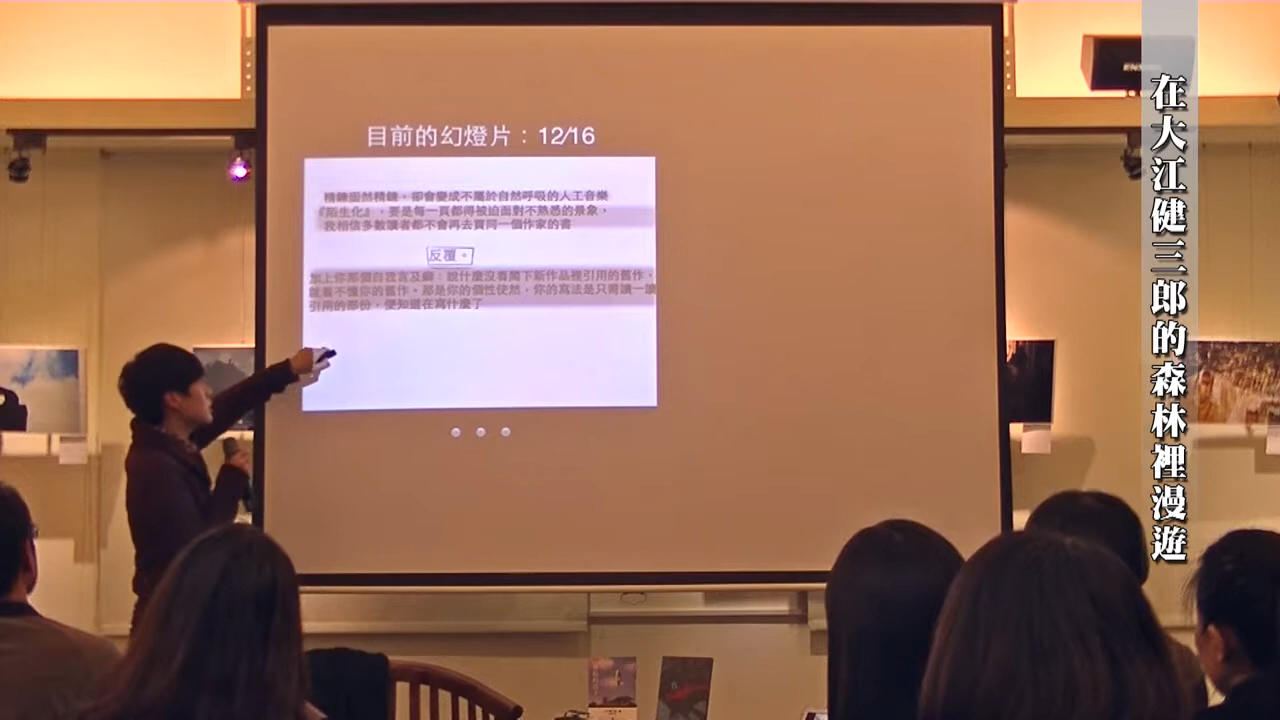 目前的幻燈片：12/16
精鍊固然精鍊，卻會變成不屬於自然呼吸的人工音樂
『陌生化』，要是每一頁都得被迫面對不熟悉的景象，
我相信多數讀者都不會再去買同一個作家的書
反覆。
加上你那個自我言及癖：說什麼沒看閣下新作品裡引用的舊作，
就看不懂你的舊作。那是你的個性使然，你的寫法是只需讀一讀
引用的部份，便知道在寫什麼了
在大江健三郎的森林裡漫遊